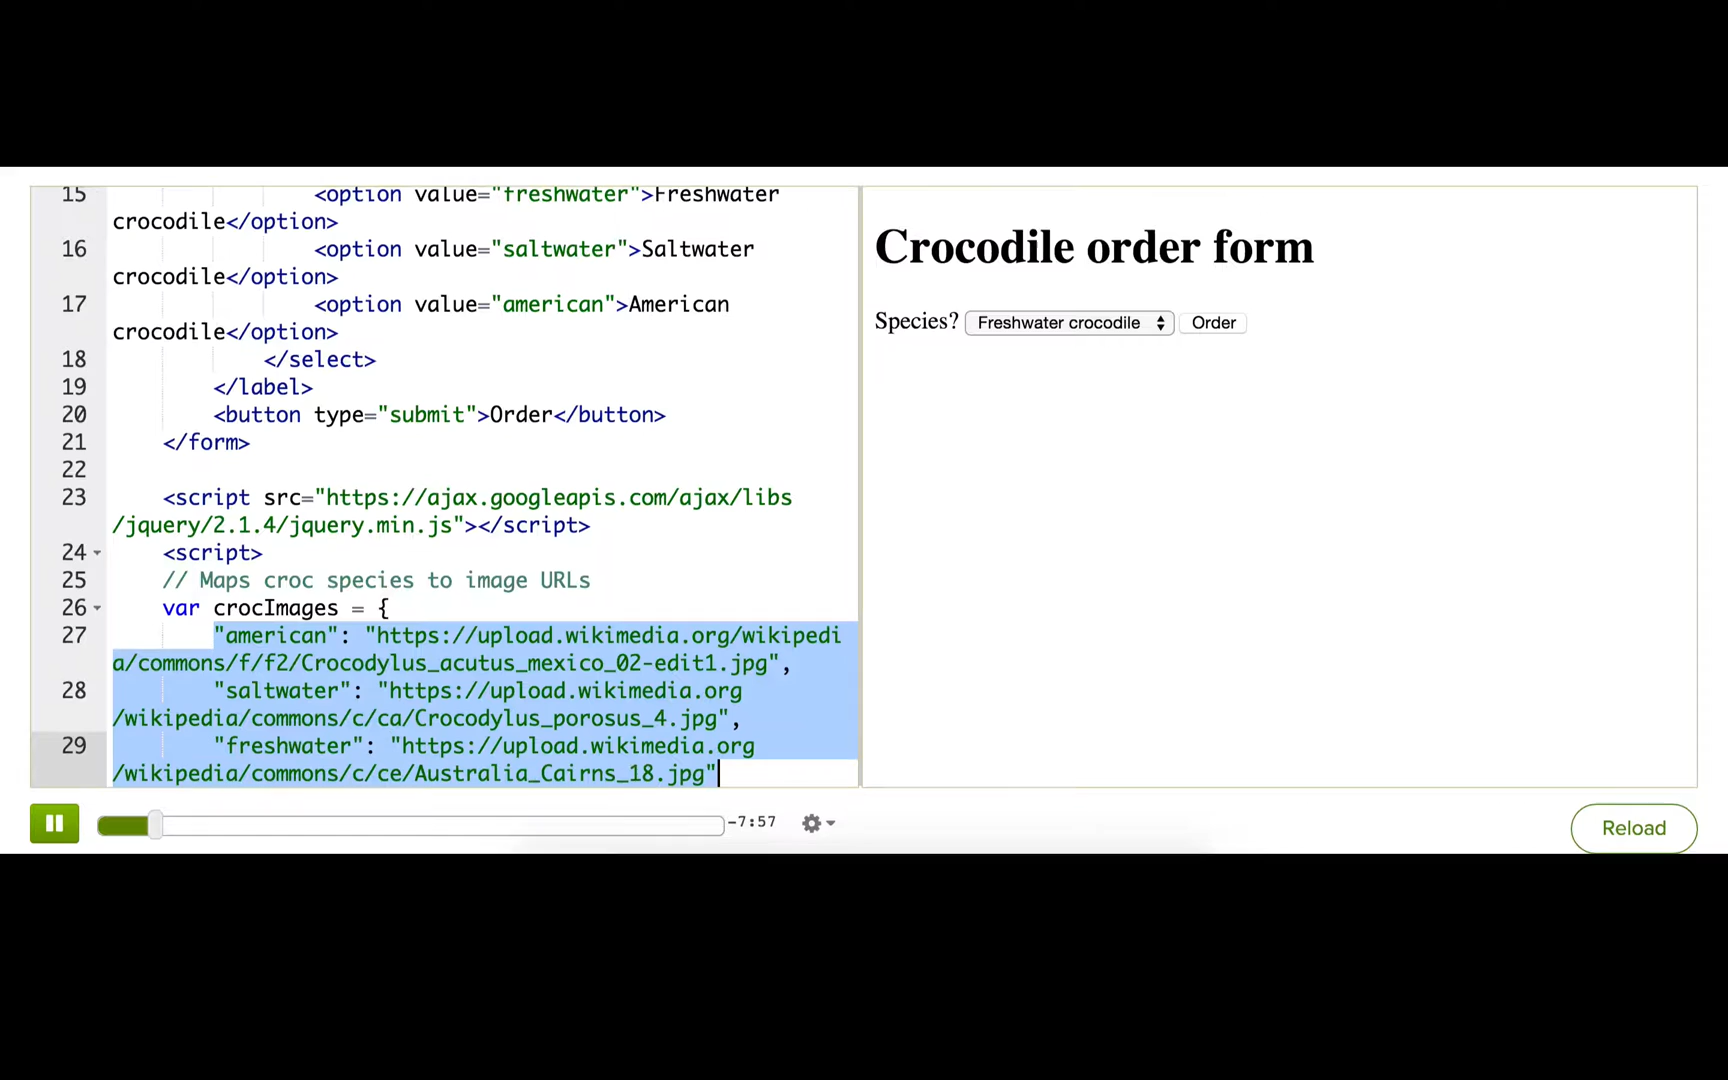 15 <option value="freshwater">Freshwater
crocodile</option>
16 <option value="saltwater">Saltwater
crocodile</option>
17 <option value="american">American
crocodile</option>
18 </select>
19 </label>
20 <button type="submit">Order</button>
21 </form>
22
23 <script src="https://ajax.googleapis.com/ajax/libs
/jquery/2.1.4/jquery.min.js"></script>
24 <script>
25 // Maps croc species to image URLs
26 var crocImages = {
27 "american": "https://upload.wikimedia.org/wikipedi
a/commons/f/f2/Crocodylus_acutus_mexico_02-edit1.jpg",
28 "saltwater": "https://upload.wikimedia.org
/wikipedia/commons/c/ca/Crocodylus_porosus_4.jpg",
29 "freshwater": "https://upload.wikimedia.org
/wikipedia/commons/c/ce/Australia_Cairns_18.jpg"
Crocodile order form
Species? Freshwater crocodile Order
-7:57
Reload